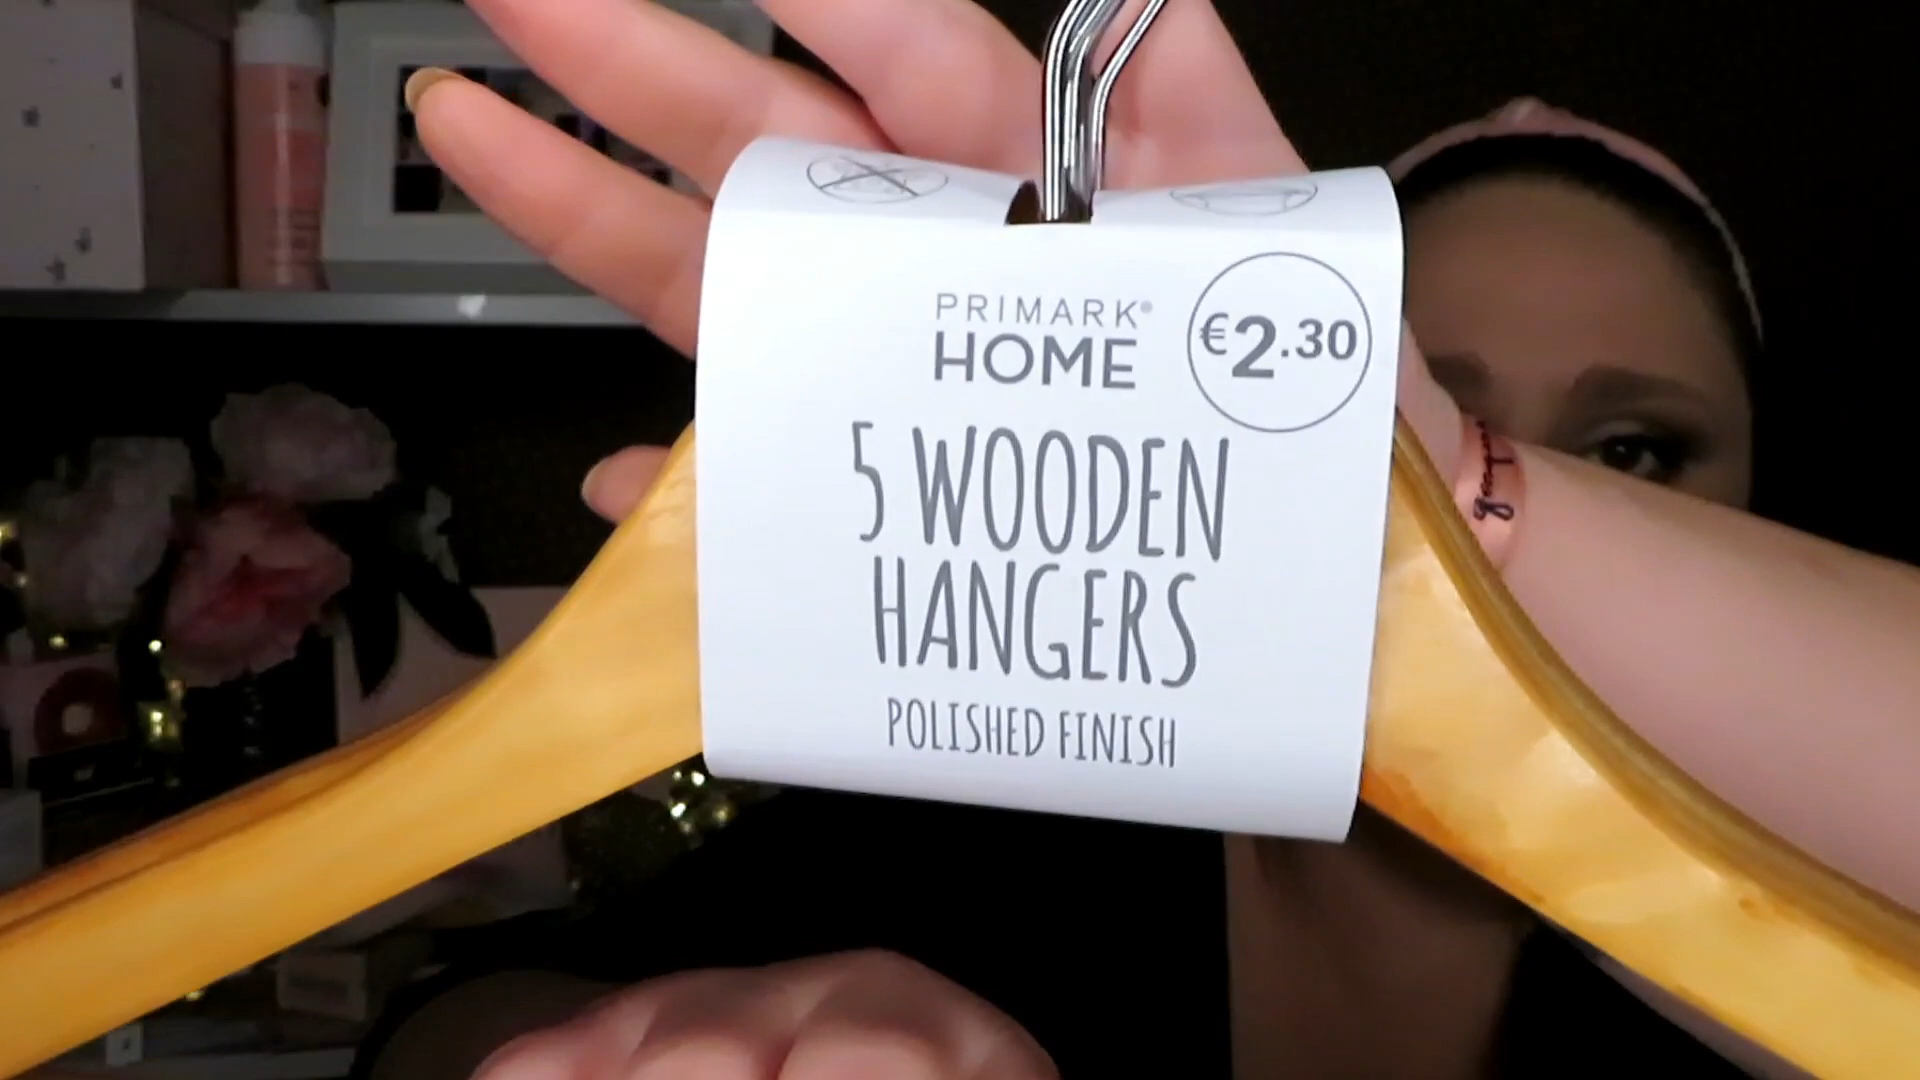 PRIMARK®
HOME
€2.30
5 WOODEN
HANGERS
POLISHED FINISH